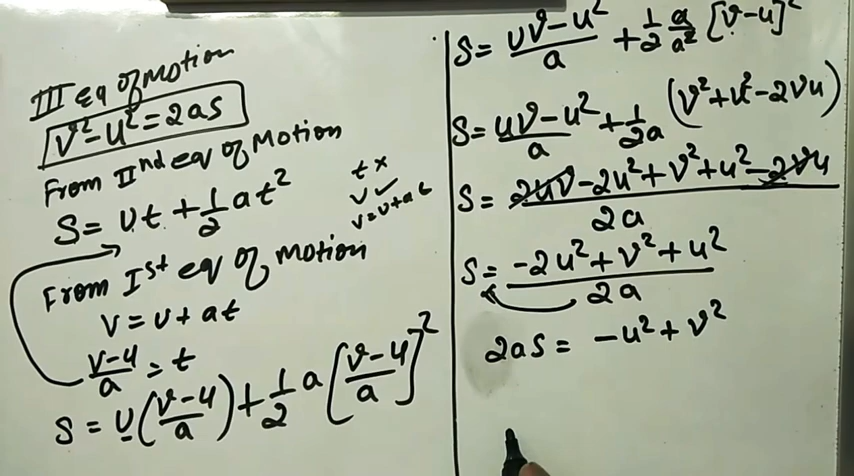 III Eq of Motion
v² - u² = 2as
From IInd eq of Motion
S = ut + 1/2 at²
t ×
v ✓
v = u + at
From Ist eq of Motion
v = u + at
(v-u)/a = t
S = u((v-u)/a) + 1/2 a[(v-u)/a]²
S = (uv - u²)/a + 1/2 a/a² [v-u]²
S = (uv - u²)/a + 1/2a (v² + u² - 2vu)
S = (2uv - 2u² + v² + u² - 2vu)/2a
S = (-2u² + v² + u²)/2a
2as = -u² + v²